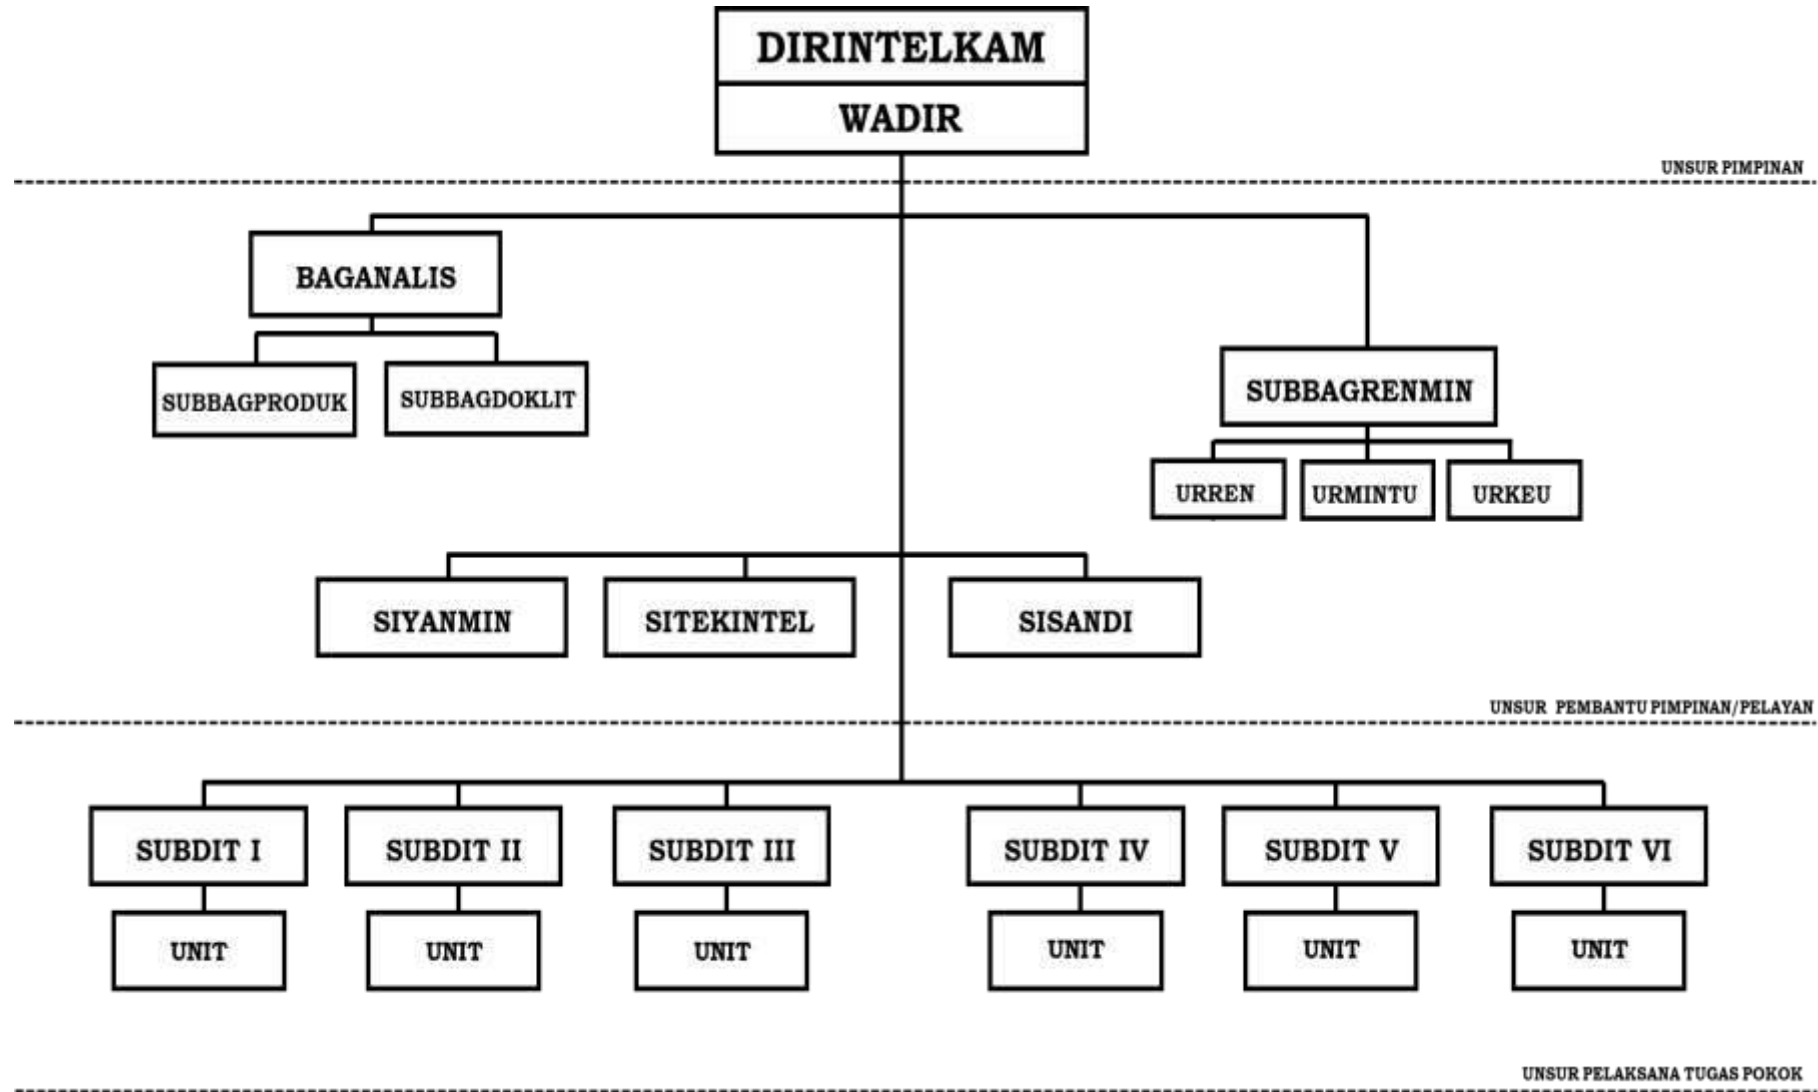 DIRINTELKAM
WADIR
UNSUR PIMPINAN
BAGANALIS
SUBBAGPRODUK
SUBBAGDOKLIT
SUBBAGRENMIN
URREN
URMINTU
URKEU
SIYANMIN
SITEKINTEL
SISANDI
UNSUR PEMBANTU PIMPINAN/PELAYAN
SUBDIT I
SUBDIT II
SUBDIT III
SUBDIT IV
SUBDIT V
SUBDIT VI
UNIT
UNIT
UNIT
UNIT
UNIT
UNIT
UNSUR PELAKSANA TUGAS POKOK